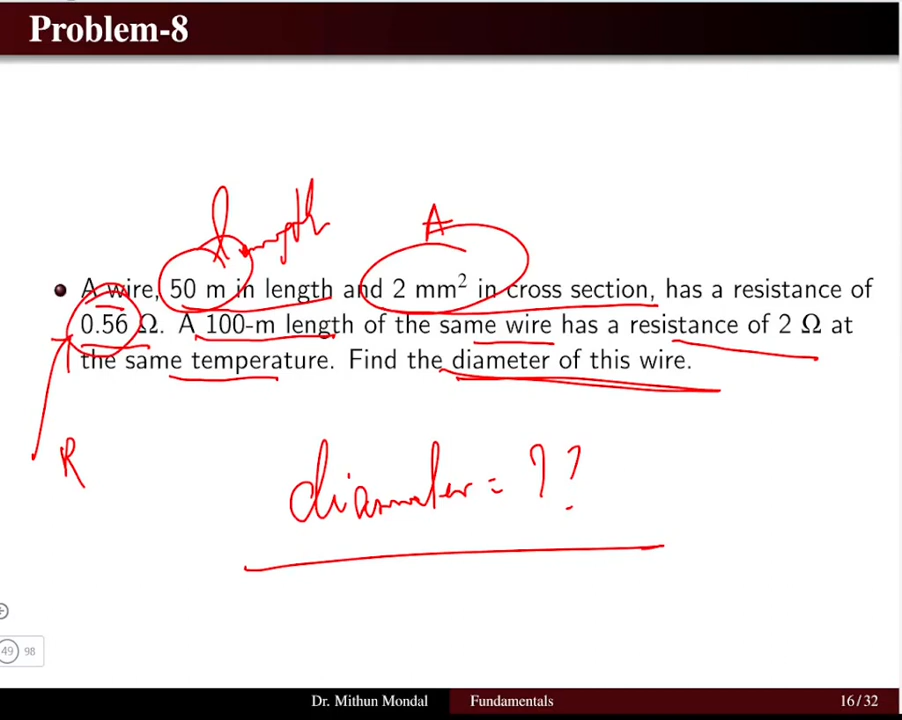 Problem-8
length
A
A wire, 50 m in length and 2 mm² in cross section, has a resistance of
0.56 Ω. A 100-m length of the same wire has a resistance of 2 Ω at
the same temperature. Find the diameter of this wire.
R
diameter = ??
49 98
Dr. Mithun Mondal Fundamentals 16/32